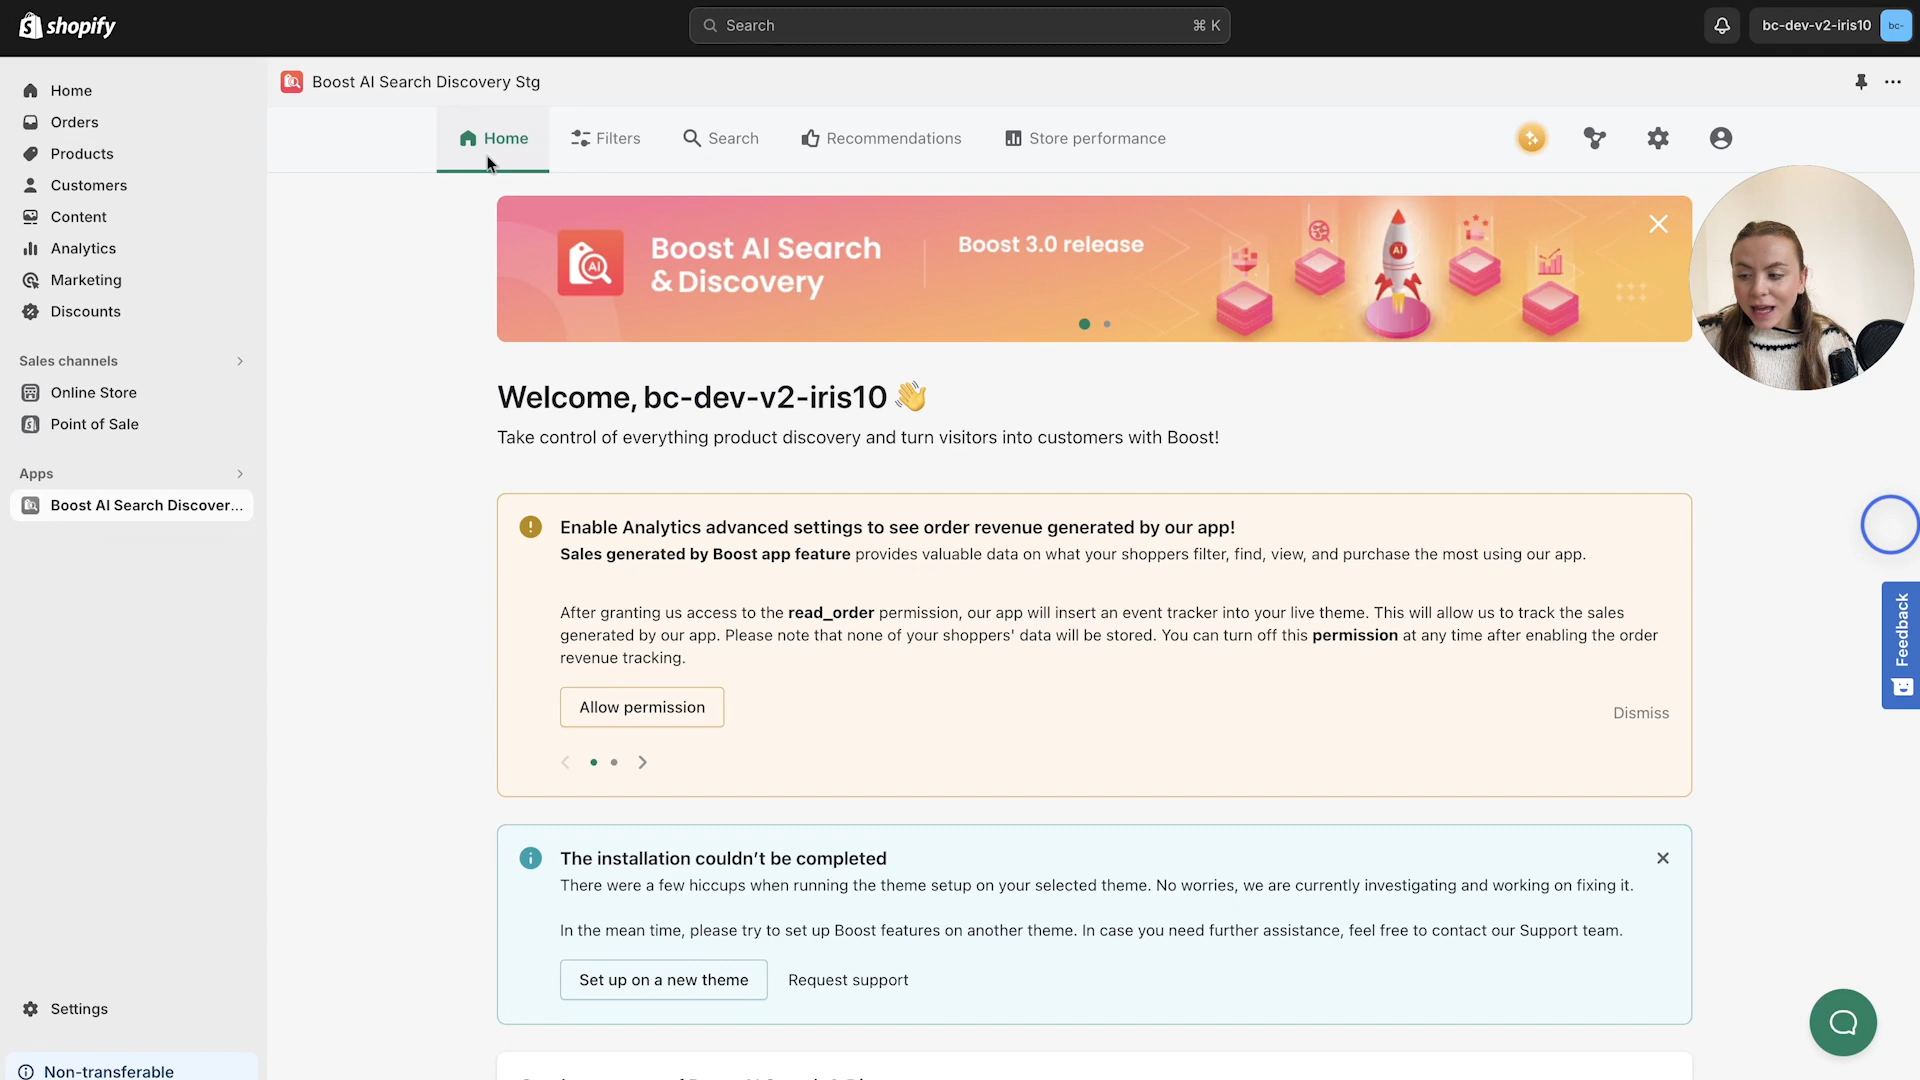 shopify
Search
⌘ K
bc-dev-v2-iris10
bc-
Home
Orders
Products
Customers
Content
Analytics
Marketing
Discounts
Sales channels
Online Store
Point of Sale
Apps
Boost AI Search Discover...
Settings
Non-transferable
Boost AI Search Discovery Stg
Home
Filters
Search
Recommendations
Store performance
AI
Boost AI Search
& Discovery
Boost 3.0 release
AI
Welcome, bc-dev-v2-iris10 👋
Take control of everything product discovery and turn visitors into customers with Boost!
Enable Analytics advanced settings to see order revenue generated by our app!
Sales generated by Boost app feature provides valuable data on what your shoppers filter, find, view, and purchase the most using our app.
After granting us access to the read_order permission, our app will insert an event tracker into your live theme. This will allow us to track the sales
generated by our app. Please note that none of your shoppers' data will be stored. You can turn off this permission at any time after enabling the order
revenue tracking.
Allow permission
Dismiss
The installation couldn’t be completed
There were a few hiccups when running the theme setup on your selected theme. No worries, we are currently investigating and working on fixing it.
In the mean time, please try to set up Boost features on another theme. In case you need further assistance, feel free to contact our Support team.
Set up on a new theme
Request support
Feedback